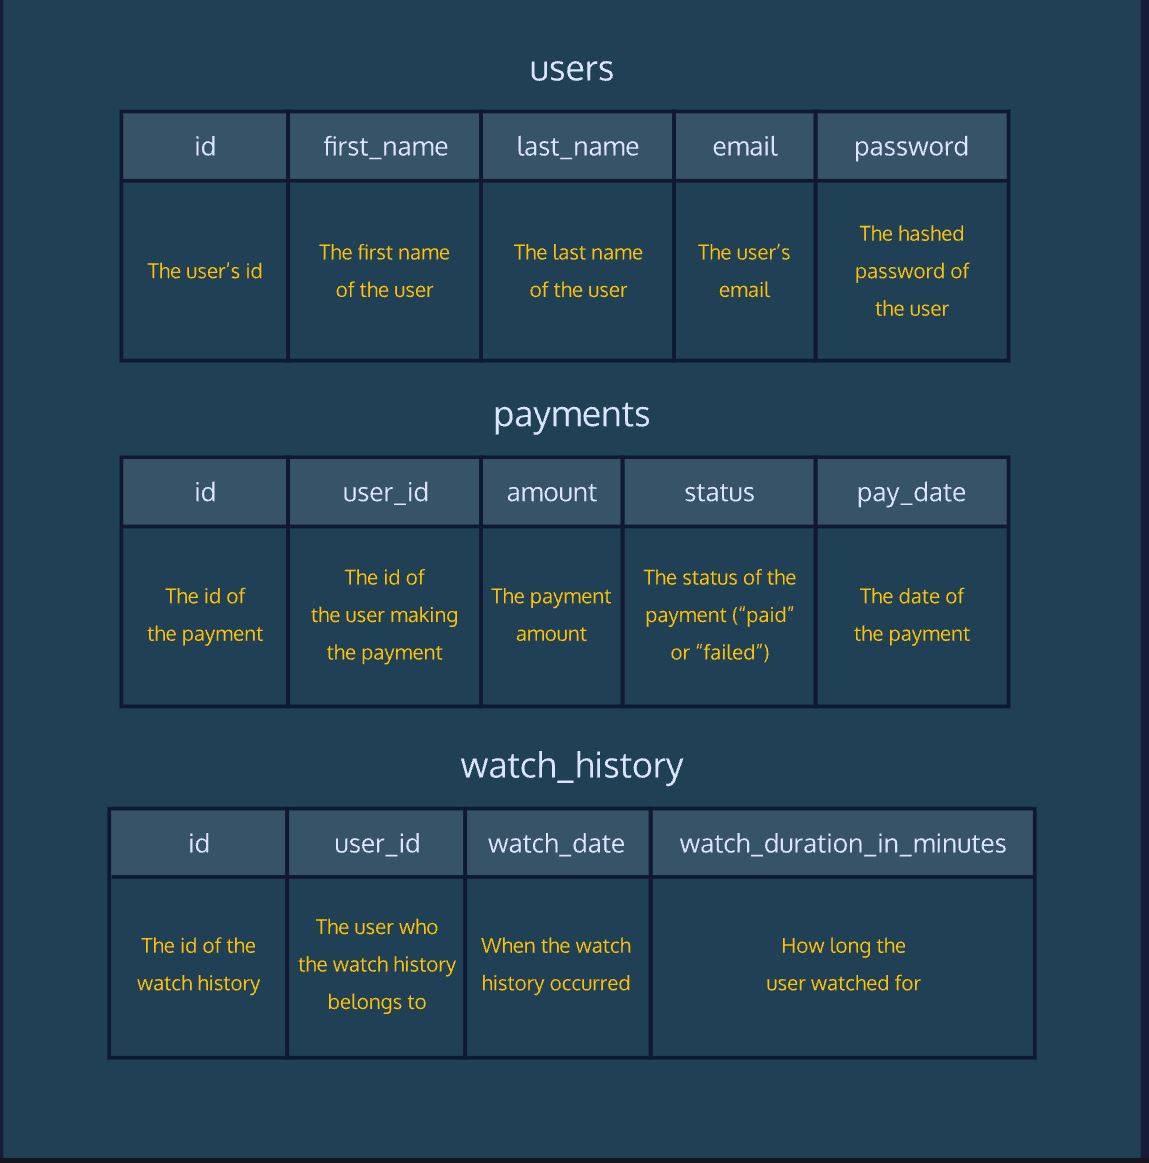 users
id first_name last_name email password
The user’s id
The first name
of the user
The last name
of the user
The user’s
email
The hashed
password of
the user
payments
id user_id amount status pay_date
The id of
the payment
The id of
the user making
the payment
The payment
amount
The status of the
payment (“paid”
or “failed”)
The date of
the payment
watch_history
id user_id watch_date watch_duration_in_minutes
The id of the
watch history
The user who
the watch history
belongs to
When the watch
history occurred
How long the
user watched for